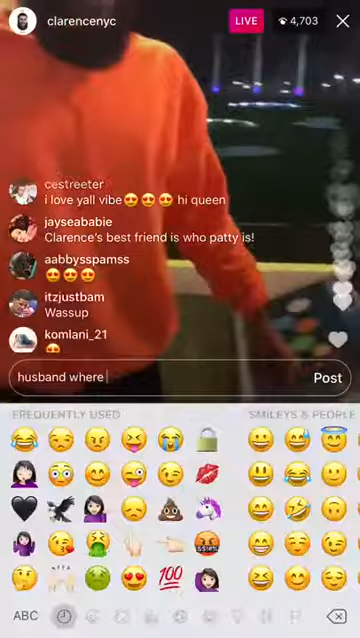 clarencenyc
LIVE
4,703
cestreeter
i love yall vibe😍😍😍 hi queen
jayseababie
Clarence's best friend is who patty is!
aabbysspamss
😍😍😍
itzjustbam
Wassup
komlani_21
😍
husband where
Post
FREQUENTLY USED
SMILEYS & PEOPLE
ABC